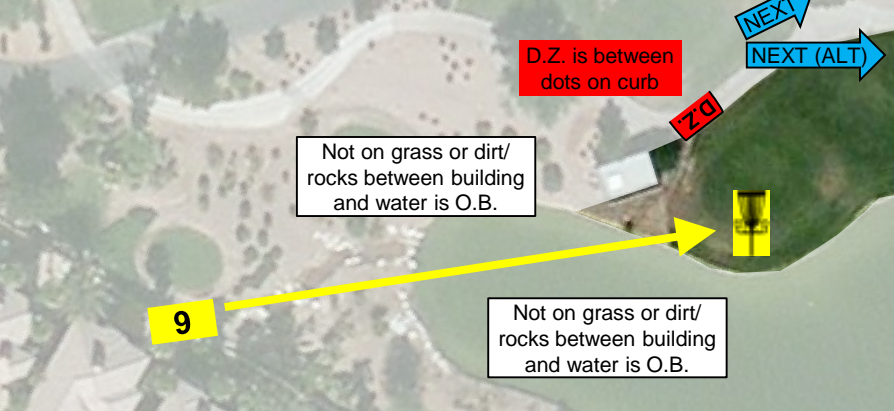 NEXT
NEXT (ALT)
D.Z. is between
dots on curb
D.Z.
Not on grass or dirt/
rocks between building
and water is O.B.
9
Not on grass or dirt/
rocks between building
and water is O.B.